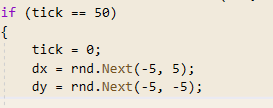 if (tick == 50)
{
tick = 0;
dx = rnd.Next(-5, 5);
dy = rnd.Next(-5, -5);